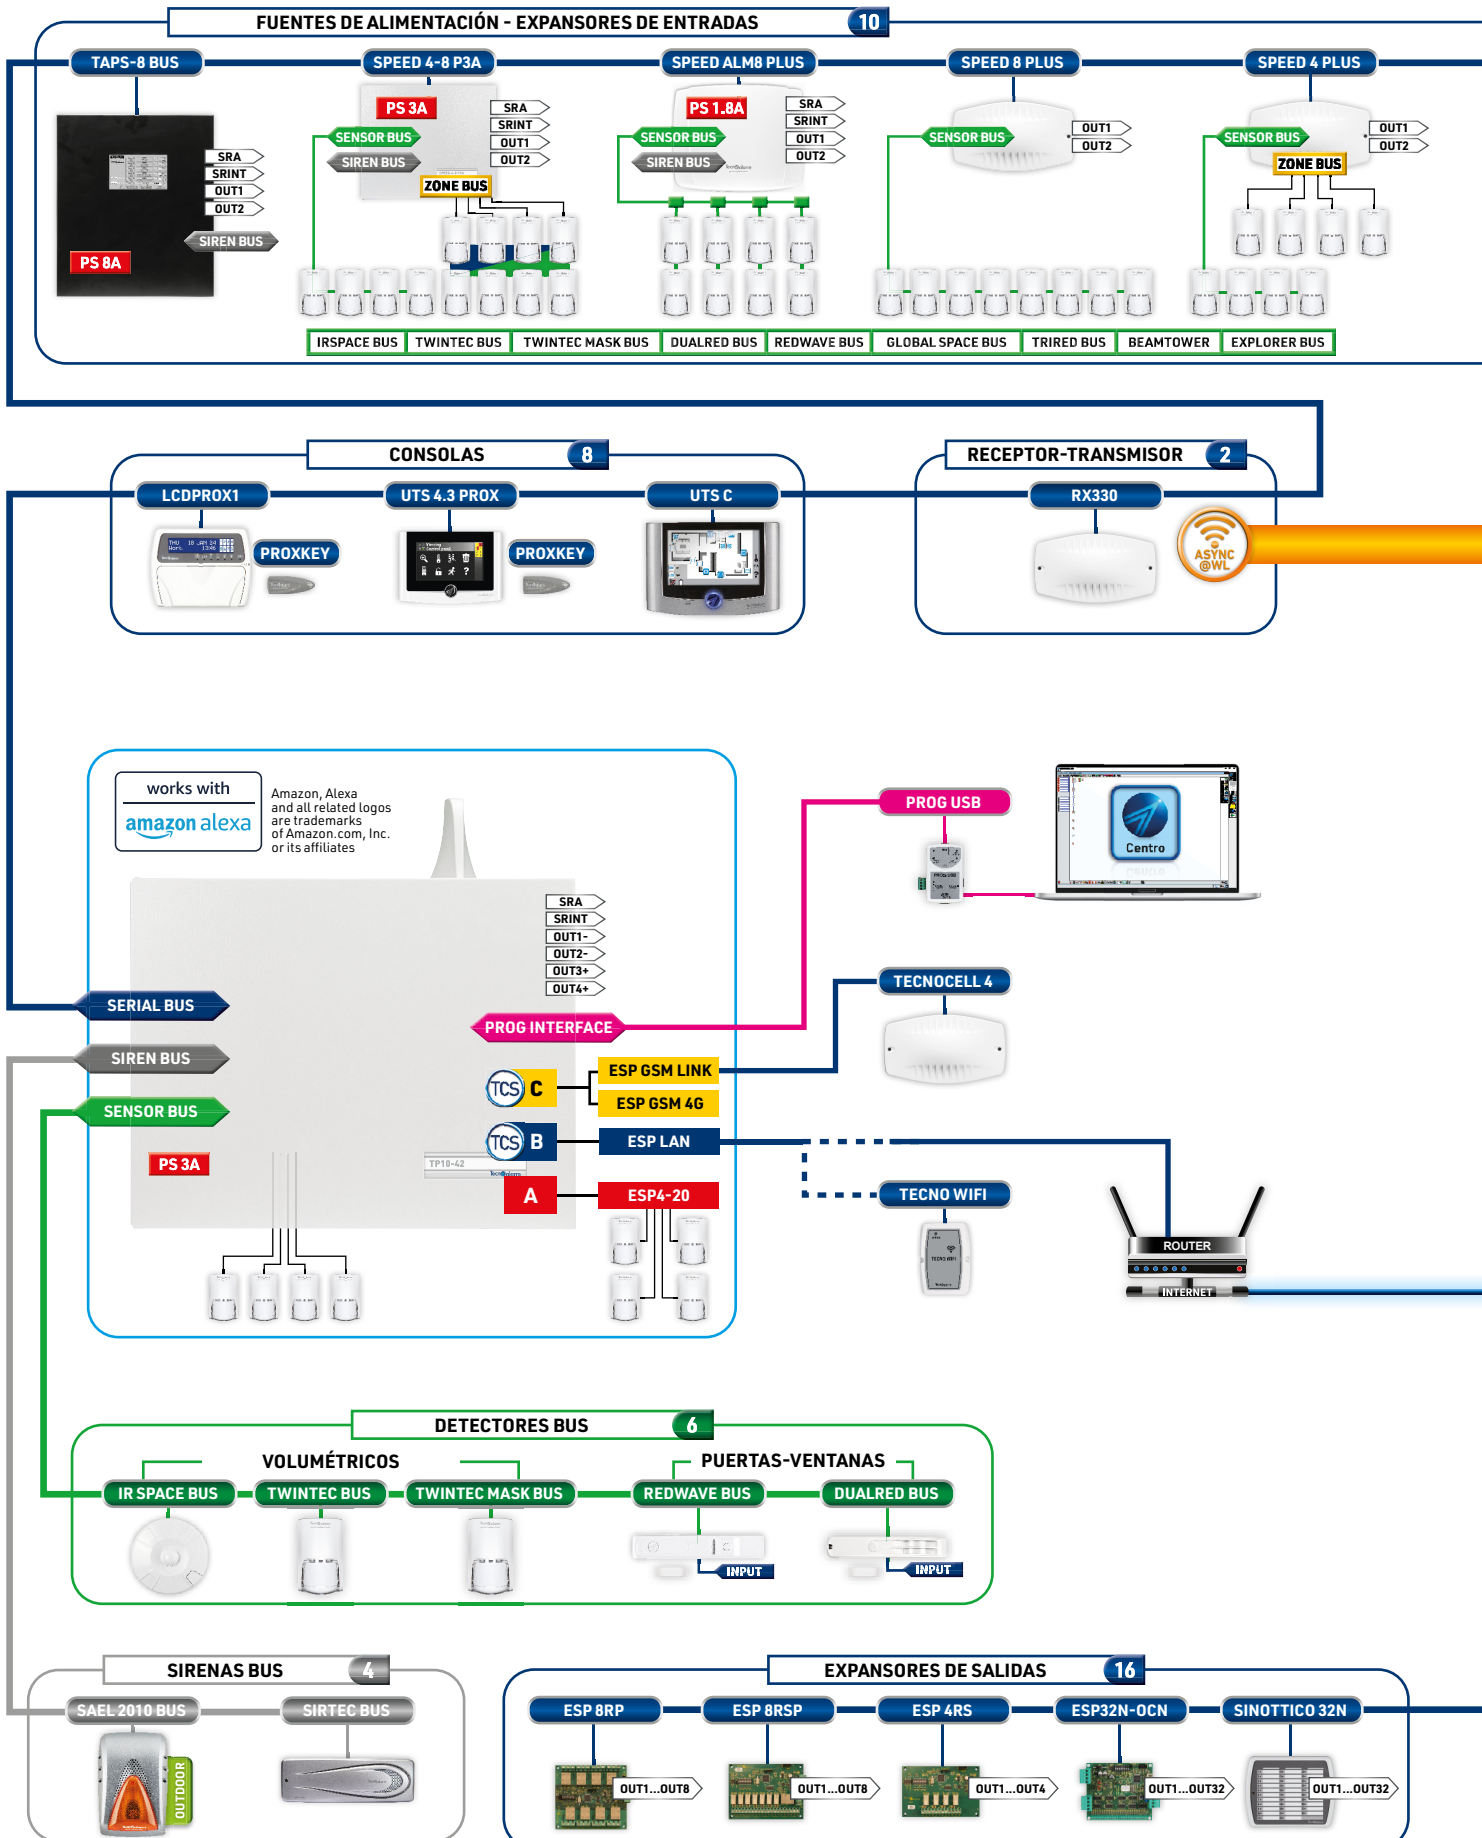 FUENTES DE ALIMENTACIÓN - EXPANSORES DE ENTRADAS 10
TAPS-8 BUS
SPEED 4-8 P3A
SPEED ALM8 PLUS
SPEED 8 PLUS
SPEED 4 PLUS
SRA
SRINT
OUT1
OUT2
SIREN BUS
PS 8A
PS 3A
SENSOR BUS
SIREN BUS
ZONE BUS
SRA
SRINT
OUT1
OUT2
PS 1.8A
SENSOR BUS
SIREN BUS
SRA
SRINT
OUT1
OUT2
SENSOR BUS
OUT1
OUT2
SENSOR BUS
ZONE BUS
OUT1
OUT2
IRSPACE BUS
TWINTEC BUS
TWINTEC MASK BUS
DUALRED BUS
REDWAVE BUS
GLOBAL SPACE BUS
TRIRED BUS
BEAMTOWER
EXPLORER BUS
CONSOLAS 8
LCDPROX1
UTS 4.3 PROX
UTS C
PROXKEY
PROXKEY
RECEPTOR-TRANSMISOR 2
RX330
ASYNC
@WL
works with
amazon alexa
Amazon, Alexa
and all related logos
are trademarks
of Amazon.com, Inc.
or its affiliates
SRA
SRINT
OUT1-
OUT2-
OUT3+
OUT4+
SERIAL BUS
SIREN BUS
SENSOR BUS
PS 3A
PROG INTERFACE
TCS C
ESP GSM LINK
ESP GSM 4G
TCS B
ESP LAN
TP10-42
A
ESP4-20
PROG USB
Centro
TECNOCELL 4
TECNO WIFI
TECNO WIFI
ROUTER
INTERNET
DETECTORES BUS 6
VOLUMÉTRICOS
PUERTAS-VENTANAS
IR SPACE BUS
TWINTEC BUS
TWINTEC MASK BUS
REDWAVE BUS
DUALRED BUS
INPUT
INPUT
SIRENAS BUS 4
SAEL 2010 BUS
SIRTEC BUS
OUTDOOR
EXPANSORES DE SALIDAS 16
ESP 8RP
ESP 8RSP
ESP 4RS
ESP32N-OCN
SINOTTICO 32N
OUT1...OUT8
OUT1...OUT8
OUT1...OUT4
OUT1...OUT32
OUT1...OUT32